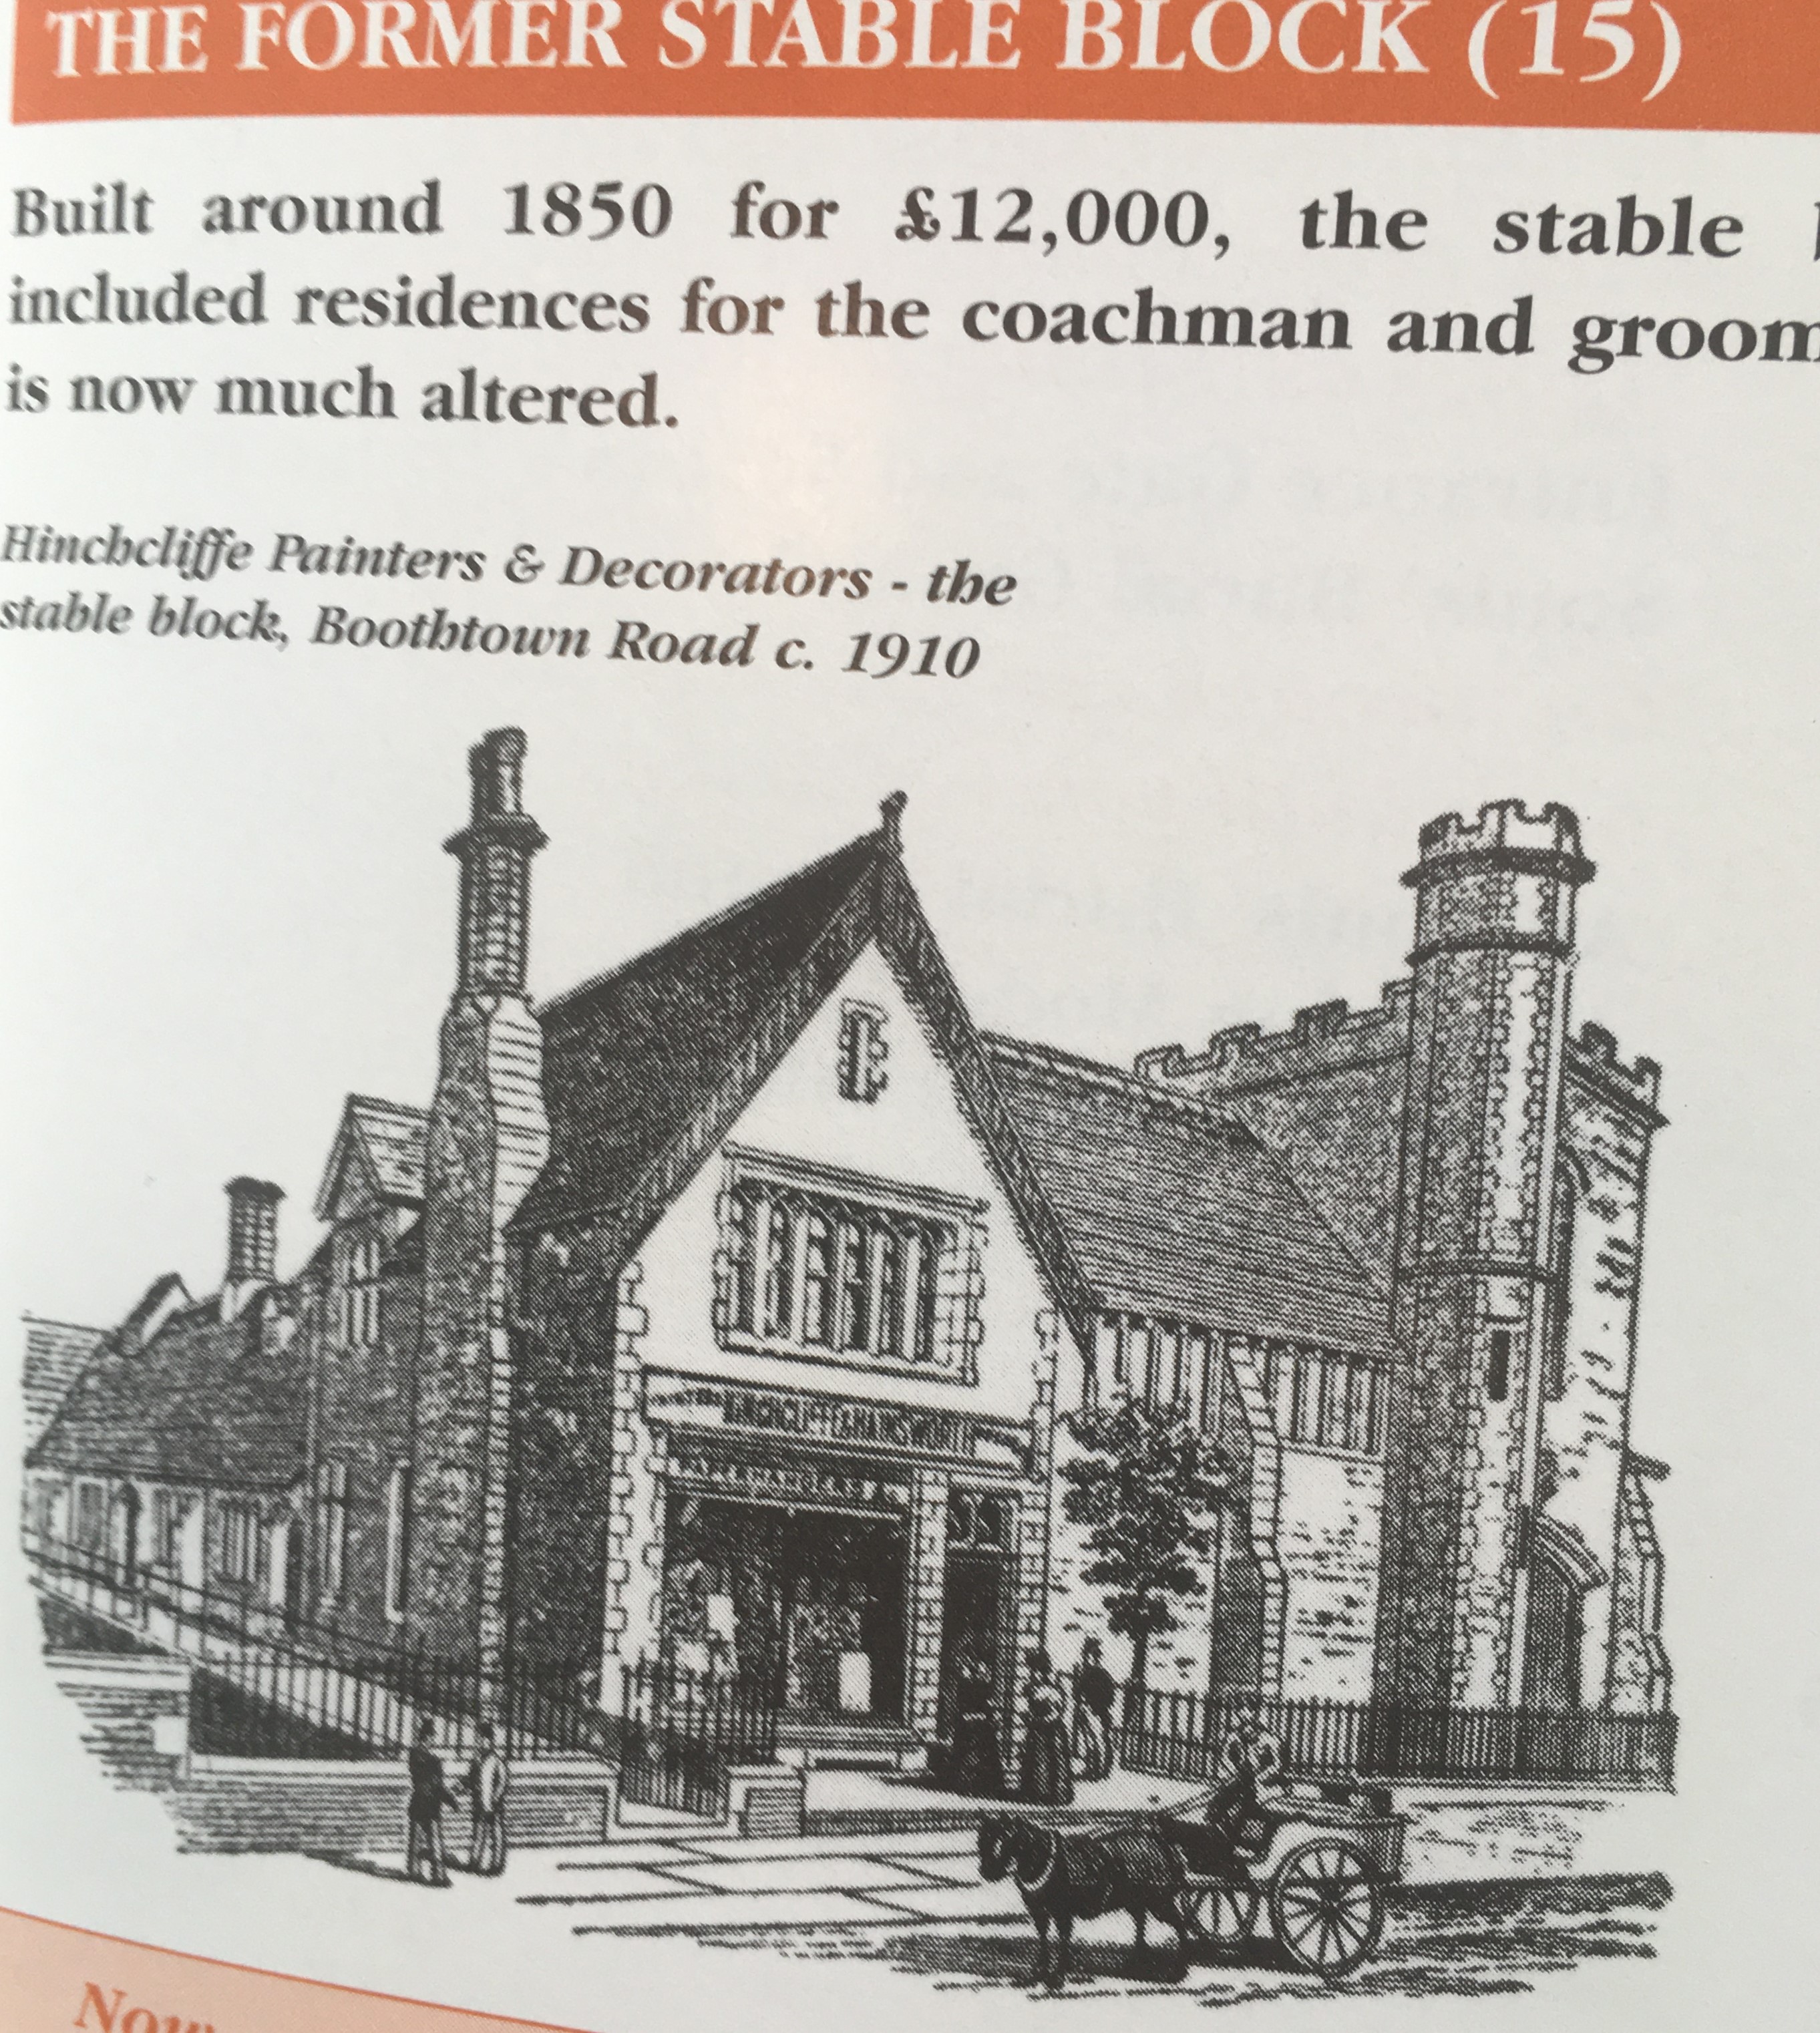 THE FORMER STABLE BLOCK (15)
Built around 1850 for £12,000, the stable
included residences for the coachman and groom
is now much altered.
Hinchcliffe Painters & Decorators - the
stable block, Boothtown Road c. 1910
Now